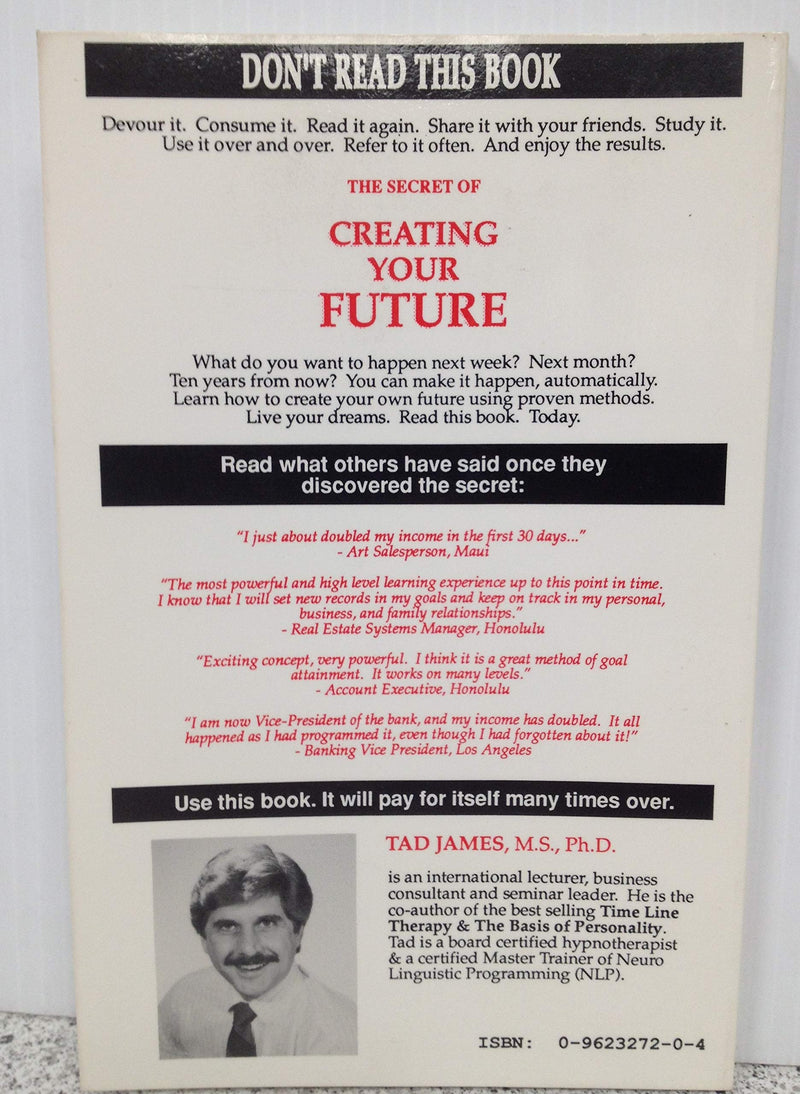 DON'T READ THIS BOOK
Devour it. Consume it. Read it again. Share it with your friends. Study it.
Use it over and over. Refer to it often. And enjoy the results.
THE SECRET OF
CREATING
YOUR
FUTURE
What do you want to happen next week? Next month?
Ten years from now? You can make it happen, automatically.
Learn how to create your own future using proven methods.
Live your dreams. Read this book. Today.
Read what others have said once they
discovered the secret:
"I just about doubled my income in the first 30 days..."
- Art Salesperson, Maui
"The most powerful and high level learning experience up to this point in time.
I know that I will set new records in my goals and keep on track in my personal,
business, and family relationships."
- Real Estate Systems Manager, Honolulu
"Exciting concept, very powerful. I think it is a great method of goal
attainment. It works on many levels."
- Account Executive, Honolulu
"I am now Vice-President of the bank, and my income has doubled. It all
happened as I had programmed it, even though I had forgotten about it!"
- Banking Vice President, Los Angeles
Use this book. It will pay for itself many times over.
TAD JAMES, M.S., Ph.D.
is an international lecturer, business
consultant and seminar leader. He is the
co-author of the best selling Time Line
Therapy & The Basis of Personality.
Tad is a board certified hypnotherapist
& a certified Master Trainer of Neuro
Linguistic Programming (NLP).
ISBN: 0-9623272-0-4